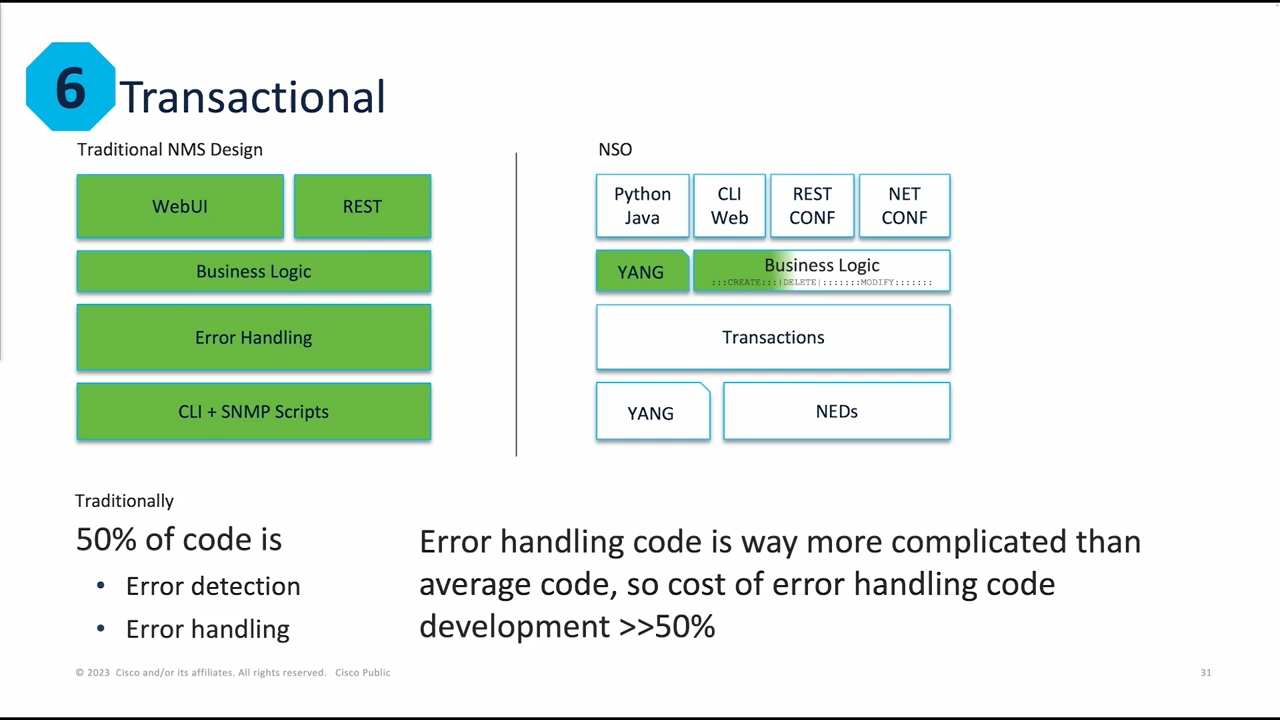 6
Transactional
Traditional NMS Design
WebUI
REST
Business Logic
Error Handling
CLI + SNMP Scripts
NSO
Python
Java
CLI
Web
REST
CONF
NET
CONF
YANG
Business Logic
:::CREATE:::|DELETE|:::::::MODIFY:::::::
Transactions
YANG
NEDs
Traditionally
50% of code is
• Error detection
• Error handling
Error handling code is way more complicated than
average code, so cost of error handling code
development >>50%
© 2023 Cisco and/or its affiliates. All rights reserved. Cisco Public
31